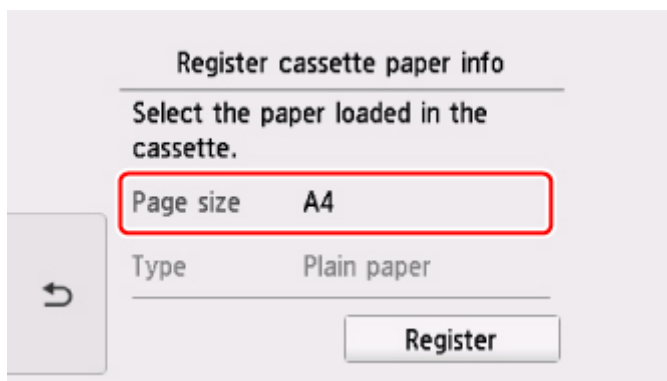 Register cassette paper info
Select the paper loaded in the
cassette.
Page size A4
Type Plain paper
Register